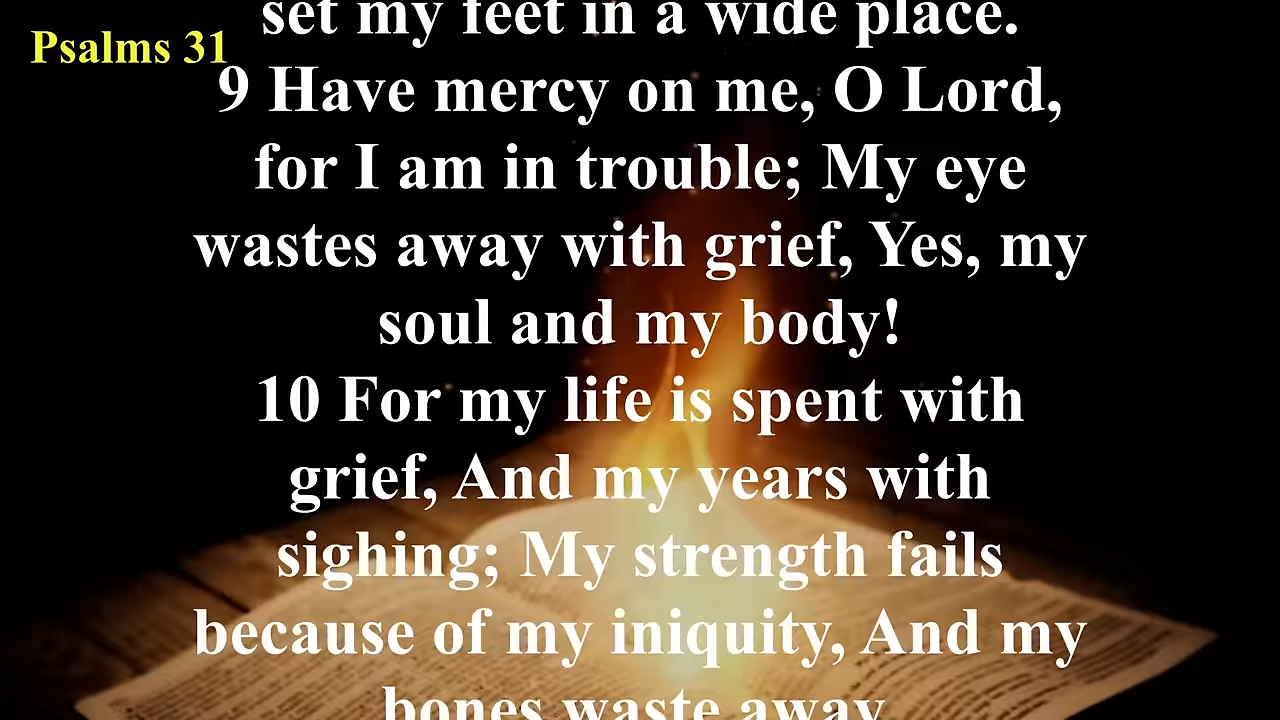 set my feet in a wide place.
Psalms 31
9 Have mercy on me, O Lord,
for I am in trouble; My eye
wastes away with grief, Yes, my
soul and my body!
10 For my life is spent with
grief, And my years with
sighing; My strength fails
because of my iniquity, And my
bones waste away